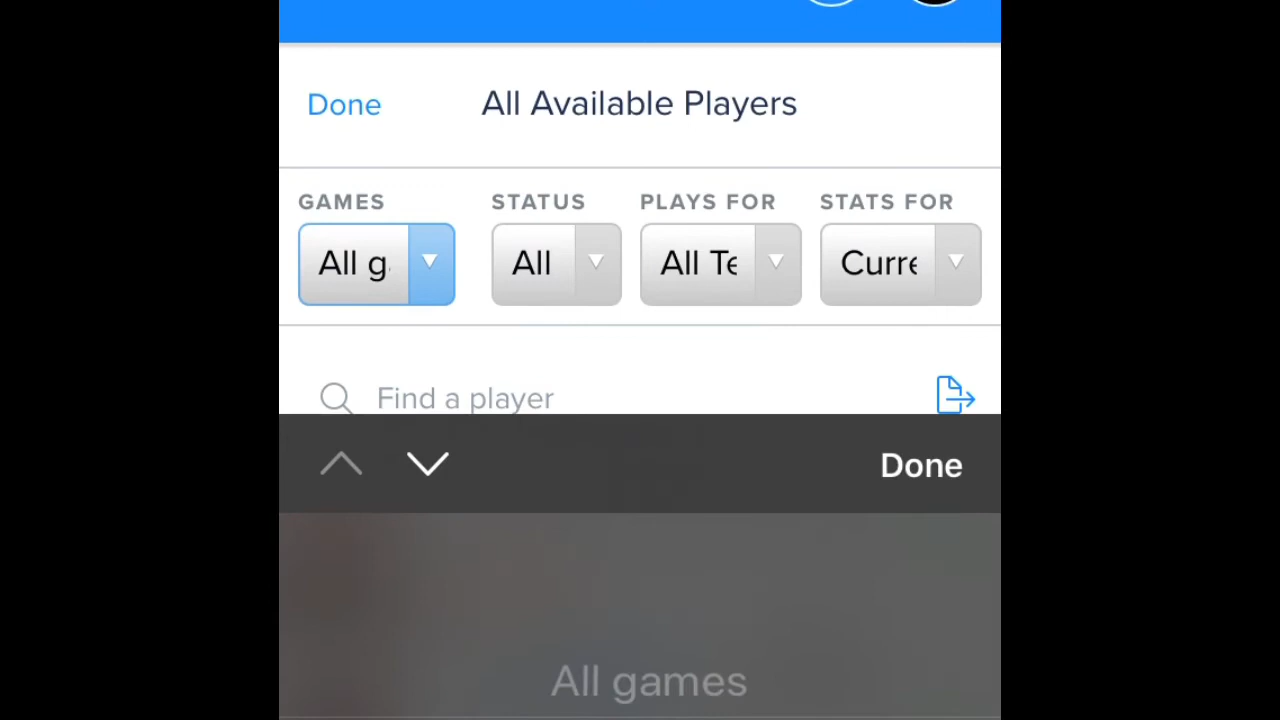 Done All Available Players
GAMES STATUS PLAYS FOR STATS FOR
All g All All Te Curre
Find a player
Done
All games